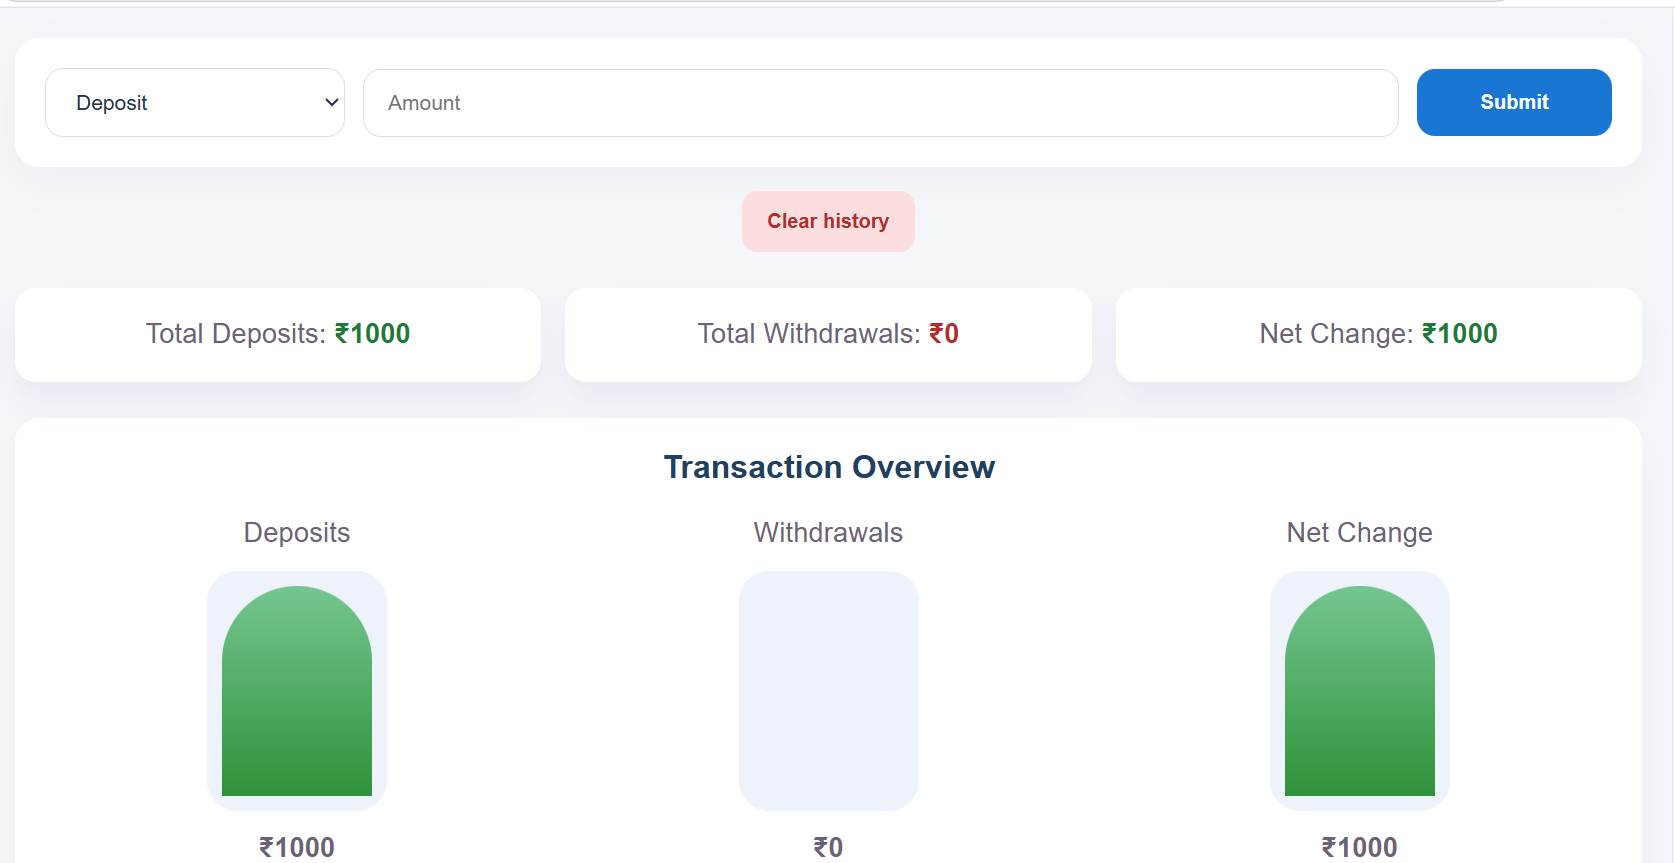 Deposit
Amount
Submit
Clear history
Total Deposits: ₹1000
Total Withdrawals: ₹0
Net Change: ₹1000
Transaction Overview
Deposits
Withdrawals
Net Change
₹1000
₹0
₹1000